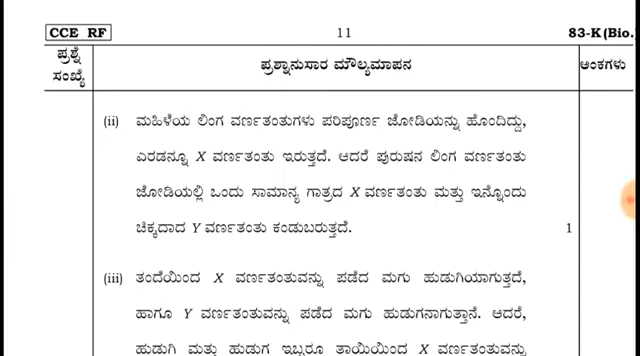 CCE RF 11 83-K (Bio.)
ಪ್ರಶ್ನೆ ಸಂಖ್ಯೆ ಪ್ರಶ್ನಾನುಸಾರ ಮೌಲ್ಯಮಾಪನ ಅಂಕಗಳು
(ii) ಮಹಿಳೆಯ ಲಿಂಗ ವರ್ಣತಂತುಗಳು ಪರಿಪೂರ್ಣ ಜೋಡಿಯನ್ನು ಹೊಂದಿದ್ದು,
ಎರಡನ್ನೂ X ವರ್ಣತಂತು ಇರುತ್ತದೆ. ಆದರೆ ಪುರುಷನ ಲಿಂಗ ವರ್ಣತಂತು
ಜೋಡಿಯಲ್ಲಿ ಒಂದು ಸಾಮಾನ್ಯ ಗಾತ್ರದ X ವರ್ಣತಂತು ಮತ್ತು ಇನ್ನೊಂದು
ಚಿಕ್ಕದಾದ Y ವರ್ಣತಂತು ಕಂಡುಬರುತ್ತದೆ. 1
(iii) ತಂದೆಯಿಂದ X ವರ್ಣತಂತುವನ್ನು ಪಡೆದ ಮಗು ಹುಡುಗಿಯಾಗುತ್ತದೆ,
ಹಾಗೂ Y ವರ್ಣತಂತುವನ್ನು ಪಡೆದ ಮಗು ಹುಡುಗನಾಗುತ್ತಾನೆ. ಆದರೆ,
ಹುಡುಗಿ ಮತ್ತು ಹುಡುಗ ಇಬ್ಬರೂ ತಾಯಿಯಿಂದ X ವರ್ಣತಂತುವನ್ನು